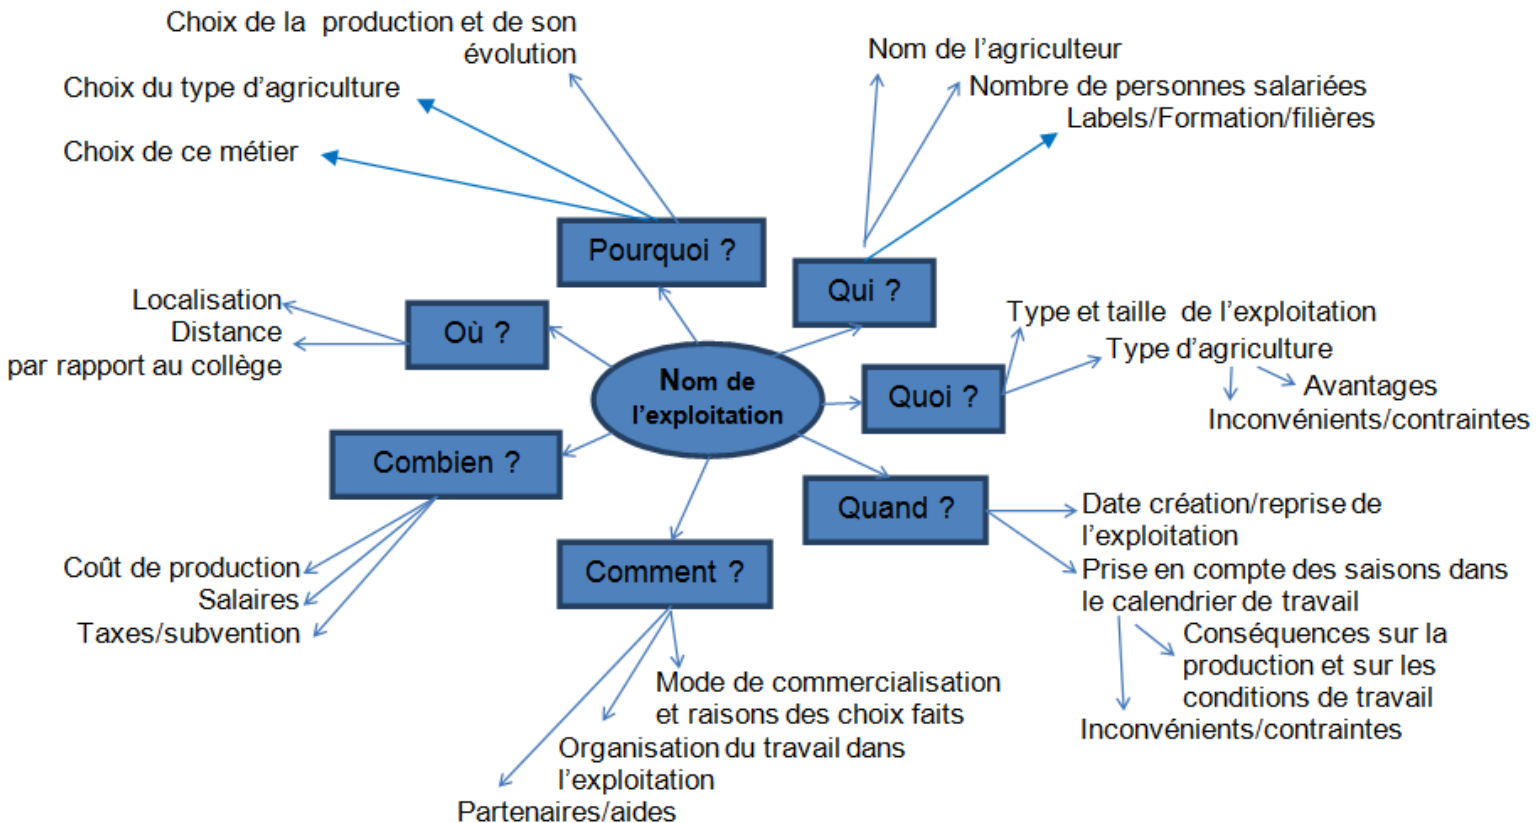 Choix de la  production et de son
évolution
Choix du type d’agriculture
Choix de ce métier
Pourquoi ?
Nom de l’agriculteur
Nombre de personnes salariées
Labels/Formation/filières
Qui ?
Localisation
Distance
par rapport au collège
Où ?
Nom de
l’exploitation
Type et taille  de l’exploitation
Type d’agriculture
Avantages
Inconvénients/contraintes
Quoi ?
Combien ?
Coût de production
Salaires
Taxes/subvention
Quand ?
Date création/reprise de
l’exploitation
Prise en compte des saisons dans
le calendrier de travail
Conséquences sur la
production et sur les
conditions de travail
Inconvénients/contraintes
Comment ?
Mode de commercialisation
et raisons des choix faits
Organisation du travail dans
l’exploitation
Partenaires/aides